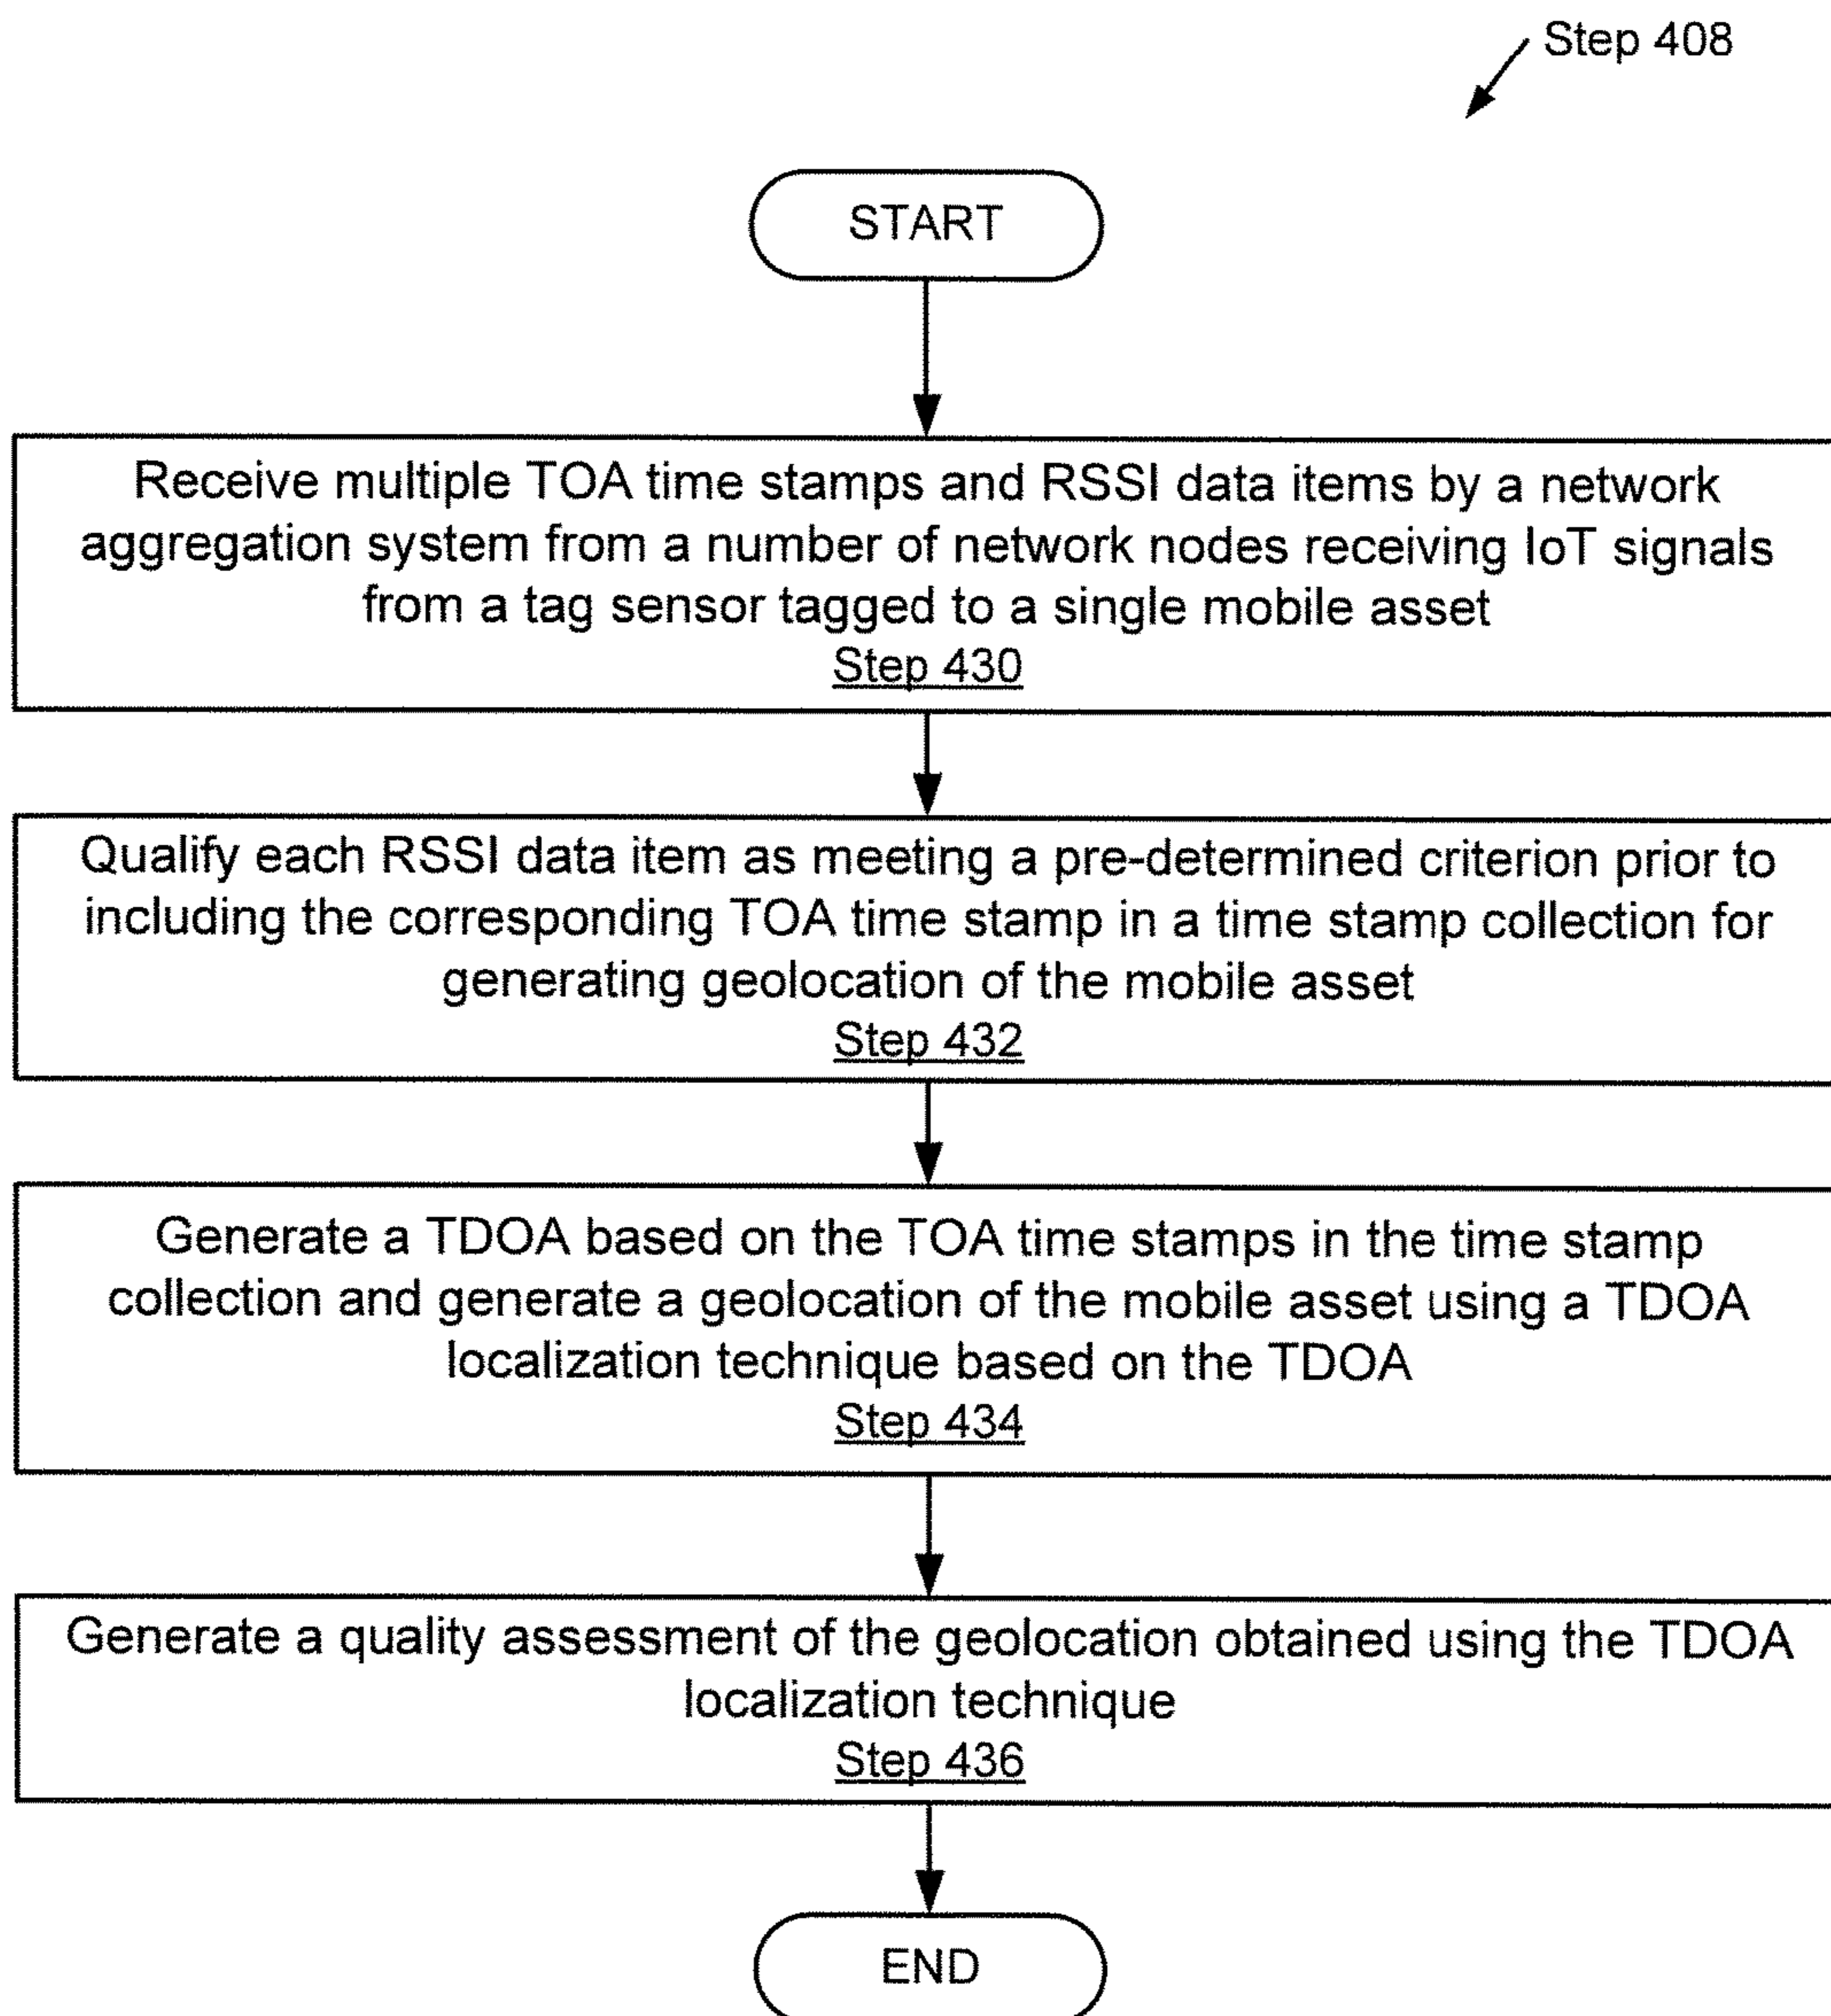 Step 408
START
Receive multiple TOA time stamps and RSSI data items by a network
aggregation system from a number of network nodes receiving IoT signals
from a tag sensor tagged to a single mobile asset
Step 430
Qualify each RSSI data item as meeting a pre-determined criterion prior to
including the corresponding TOA time stamp in a time stamp collection for
generating geolocation of the mobile asset
Step 432
Generate a TDOA based on the TOA time stamps in the time stamp
collection and generate a geolocation of the mobile asset using a TDOA
localization technique based on the TDOA
Step 434
Generate a quality assessment of the geolocation obtained using the TDOA
localization technique
Step 436
END